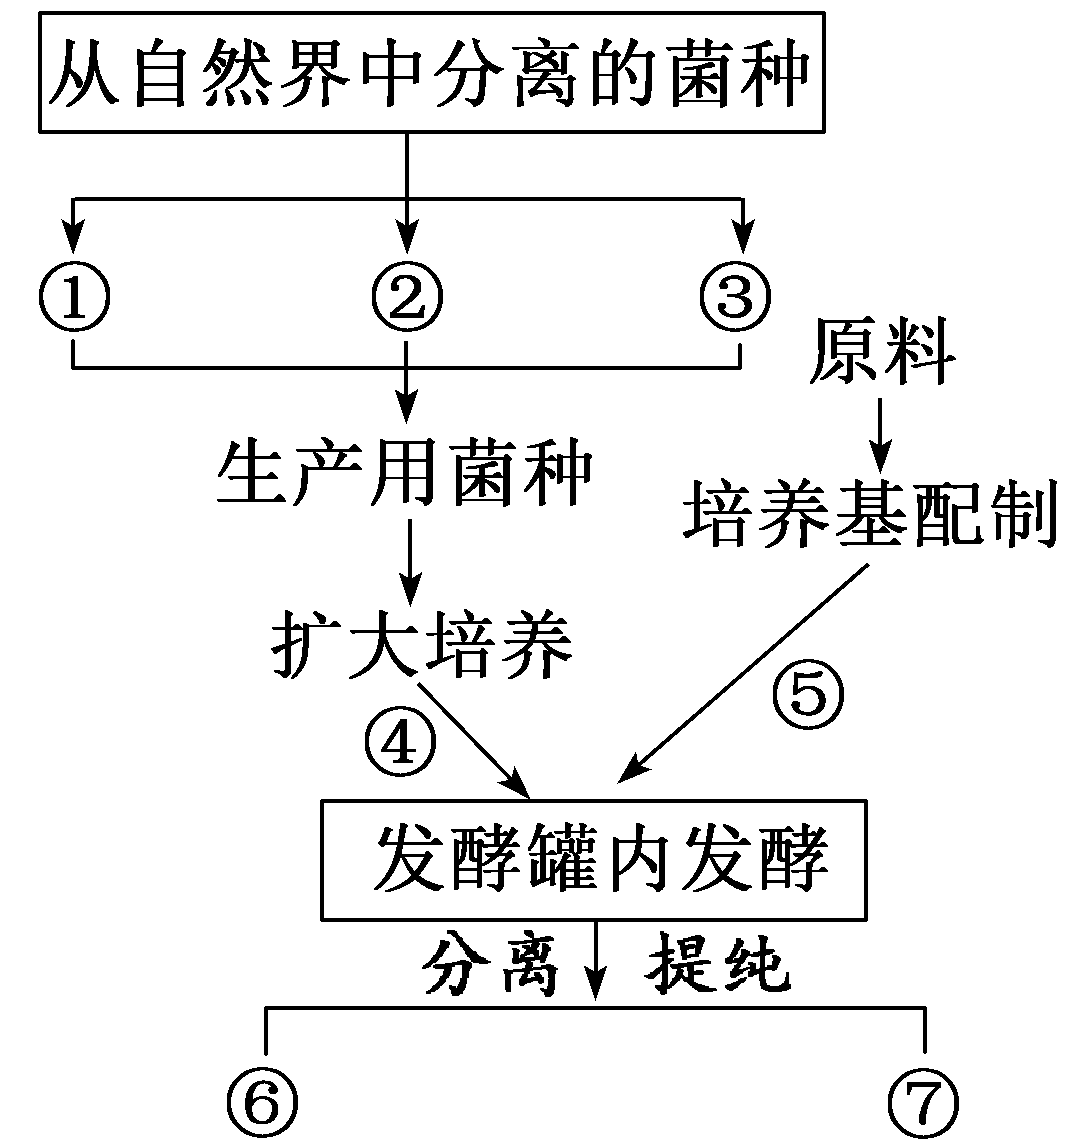 从自然界中分离的菌种
① ② ③
原料
生产用菌种
培养基配制
扩大培养
④ ⑤
发酵罐内发酵
分离 提纯
⑥ ⑦